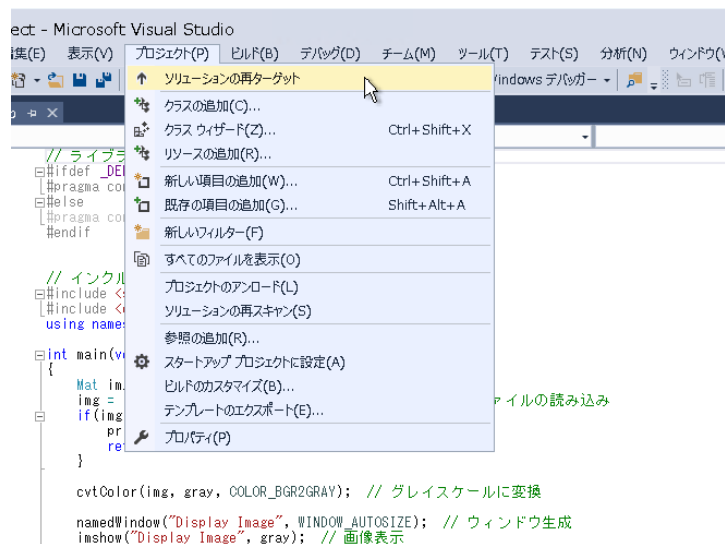 ect - Microsoft Visual Studio
集(E) 表示(V) プロジェクト(P) ビルド(B) デバッグ(D) チーム(M) ツール(T) テスト(S) 分析(N) ウィンドウ(V
Windows デバッガー
ソリューションの再ターゲット
クラスの追加(C)...
クラス ウィザード(Z)... Ctrl+Shift+X
リソースの追加(R)...
新しい項目の追加(W)... Ctrl+Shift+A
既存の項目の追加(G)... Shift+Alt+A
新しいフィルター(F)
すべてのファイルを表示(O)
プロジェクトのアンロード(L)
ソリューションの再スキャン(S)
参照の追加(R)...
スタートアップ プロジェクトに設定(A)
ビルドのカスタマイズ(B)...
テンプレートのエクスポート(E)...
プロパティ(P)
// ライブラ
#ifdef _DE
#pragma co
#else
#pragma co
#endif
// インクル
#include <
#include <
using name
int main(v
{
Mat im
img = ァイルの読み込み
if(img
pr
re
}
cvtColor(img, gray, COLOR_BGR2GRAY); // グレイスケールに変換
namedWindow("Display Image", WINDOW_AUTOSIZE); // ウィンドウ生成
imshow("Display Image", gray); // 画像表示